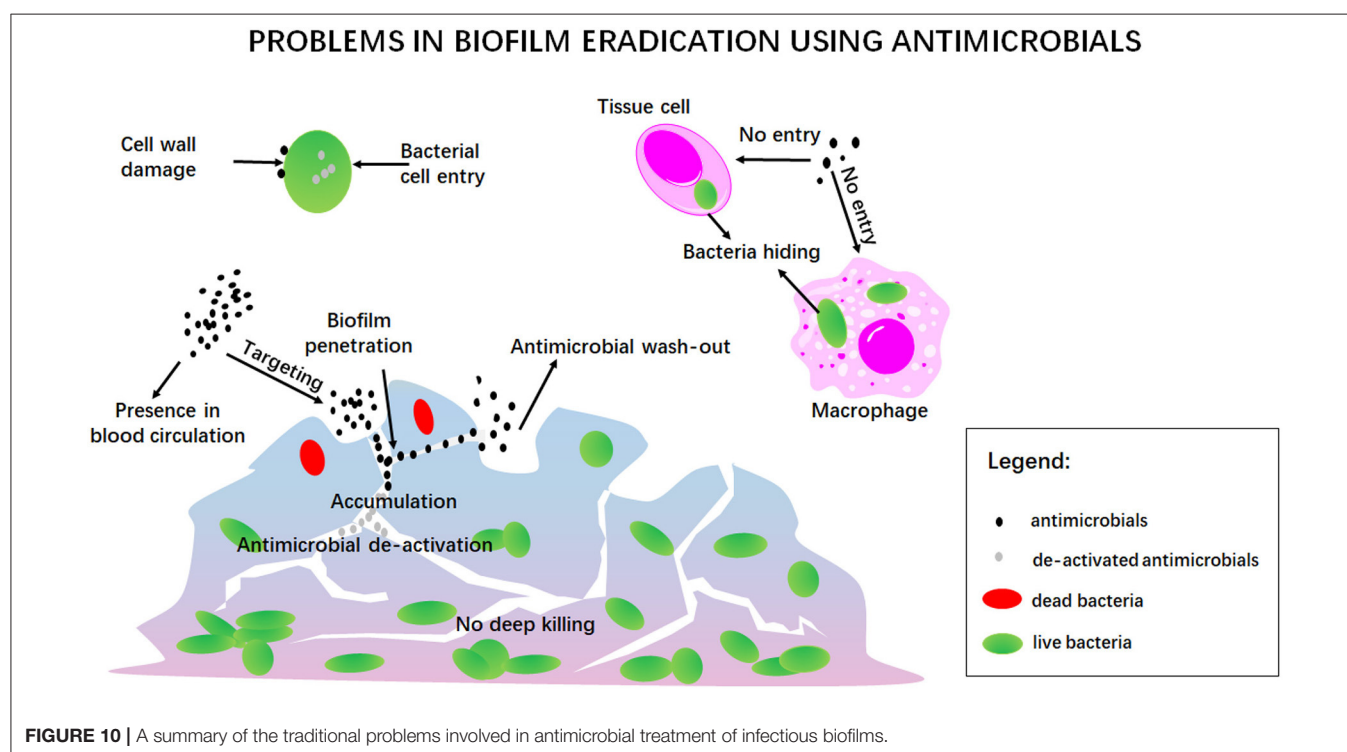 PROBLEMS IN BIOFILM ERADICATION USING ANTIMICROBIALS
Cell wall
damage
Bacterial
cell entry
Tissue cell
No entry
No entry
Bacteria hiding
Macrophage
Targeting
Presence in
blood circulation
Biofilm
penetration
Antimicrobial wash-out
Accumulation
Antimicrobial de-activation
No deep killing
Legend:
antimicrobials
de-activated antimicrobials
dead bacteria
live bacteria
FIGURE 10 | A summary of the traditional problems involved in antimicrobial treatment of infectious biofilms.